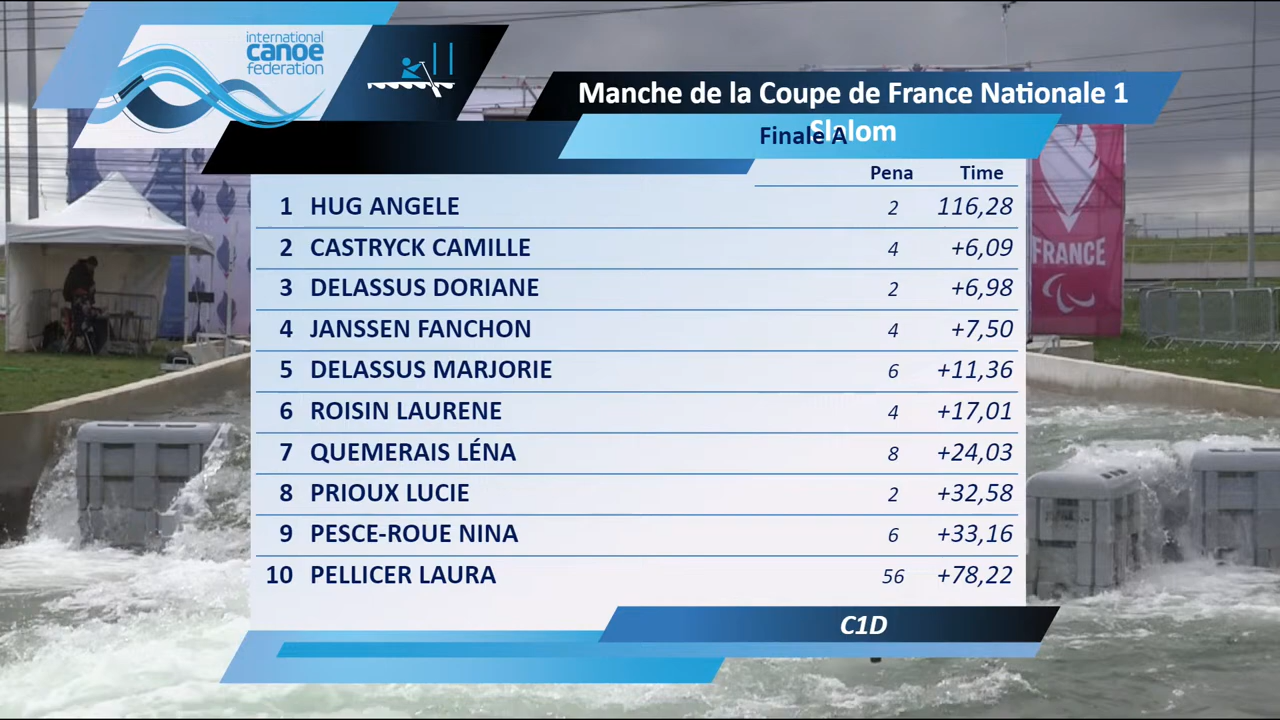 international
canoe
federation
Manche de la Coupe de France Nationale 1
Slalom
Finale A
Pena Time
1 HUG ANGELE 2 116,28
2 CASTRYCK CAMILLE 4 +6,09
3 DELASSUS DORIANE 2 +6,98
4 JANSSEN FANCHON 4 +7,50
5 DELASSUS MARJORIE 6 +11,36
6 ROISIN LAURENE 4 +17,01
7 QUEMERAIS LÉNA 8 +24,03
8 PRIOUX LUCIE 2 +32,58
9 PESCE-ROUE NINA 6 +33,16
10 PELLICER LAURA 56 +78,22
C1D
FRANCE